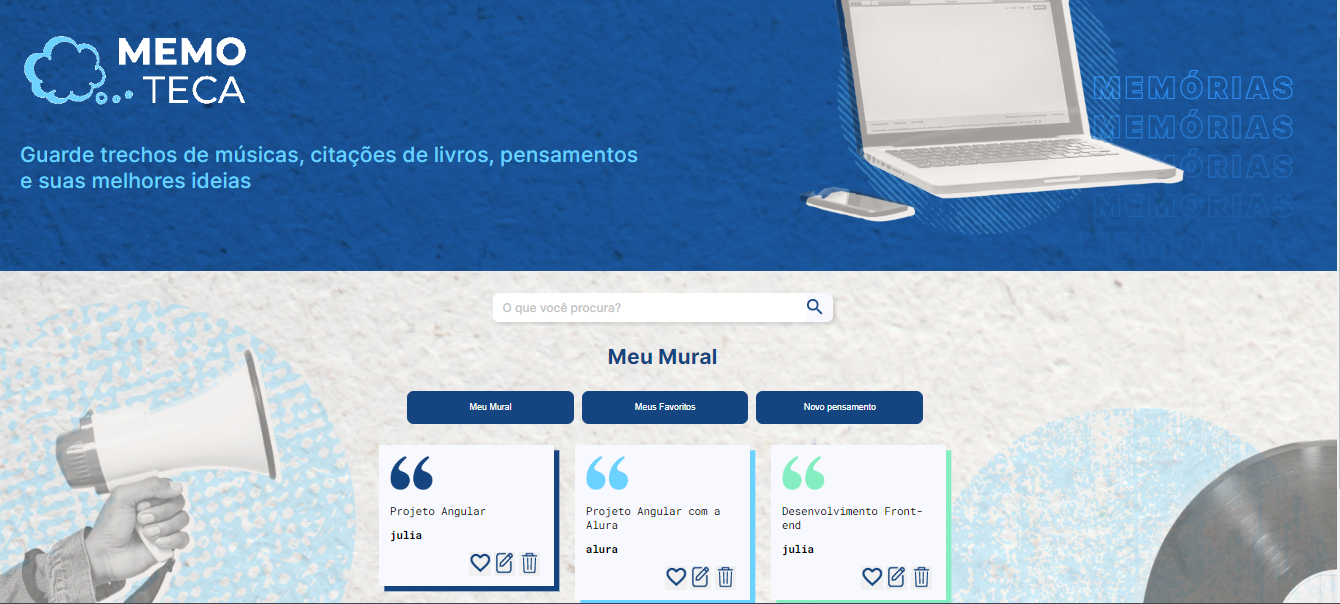 MEMO
TECA
Guarde trechos de músicas, citações de livros, pensamentos
e suas melhores ideias
MEMÓRIAS
MEMÓRIAS
MEMÓRIAS
MEMÓRIAS
MEMÓRIAS
O que você procura?
Meu Mural
Meu Mural
Meus Favoritos
Novo pensamento
Projeto Angular
julia
Projeto Angular com a
Alura
alura
Desenvolvimento Front-
end
julia